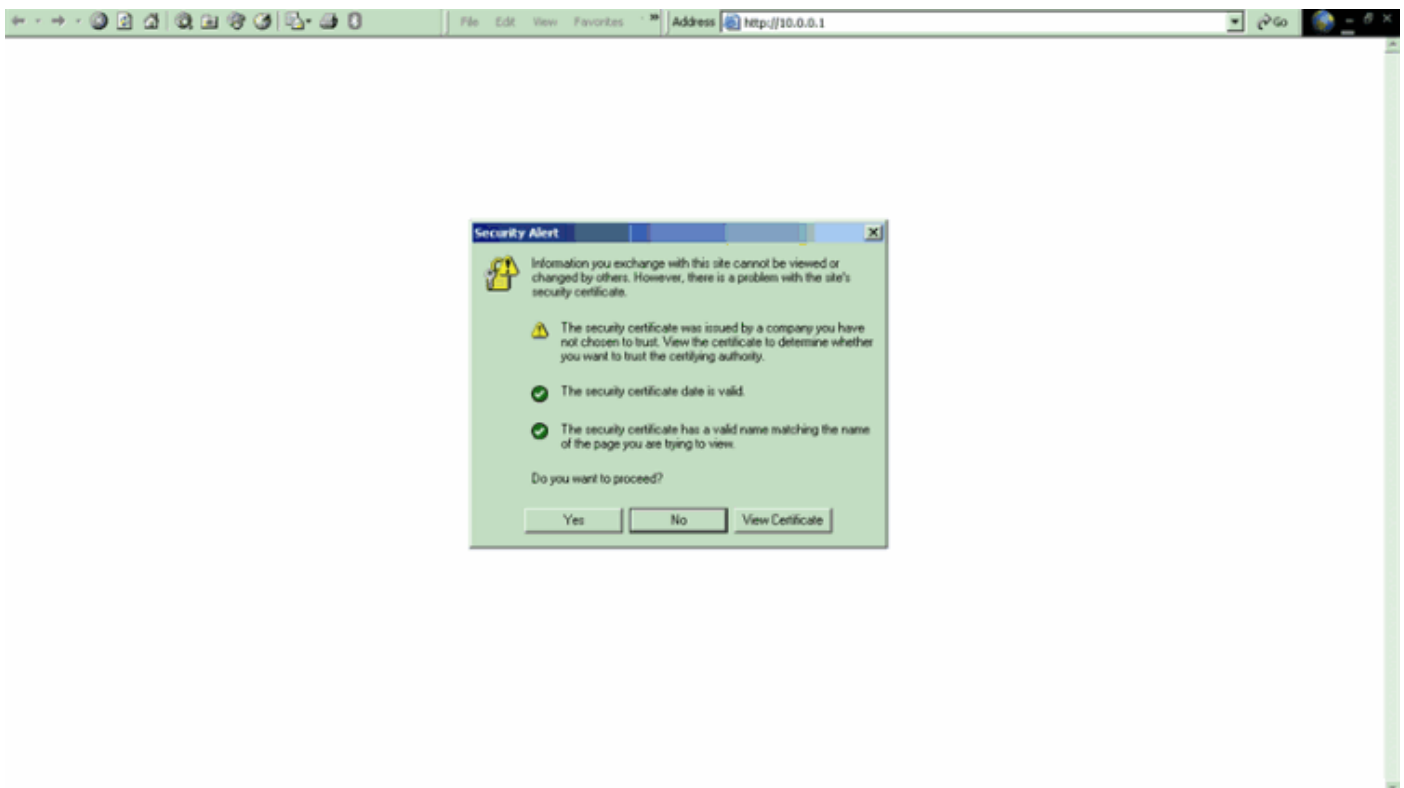 File Edit View Favorites » Address http://10.0.0.1 Go
Security Alert
Information you exchange with this site cannot be viewed or
changed by others. However, there is a problem with the site's
security certificate.
The security certificate was issued by a company you have
not chosen to trust. View the certificate to determine whether
you want to trust the certifying authority.
The security certificate date is valid.
The security certificate has a valid name matching the name
of the page you are trying to view.
Do you want to proceed?
Yes No View Certificate